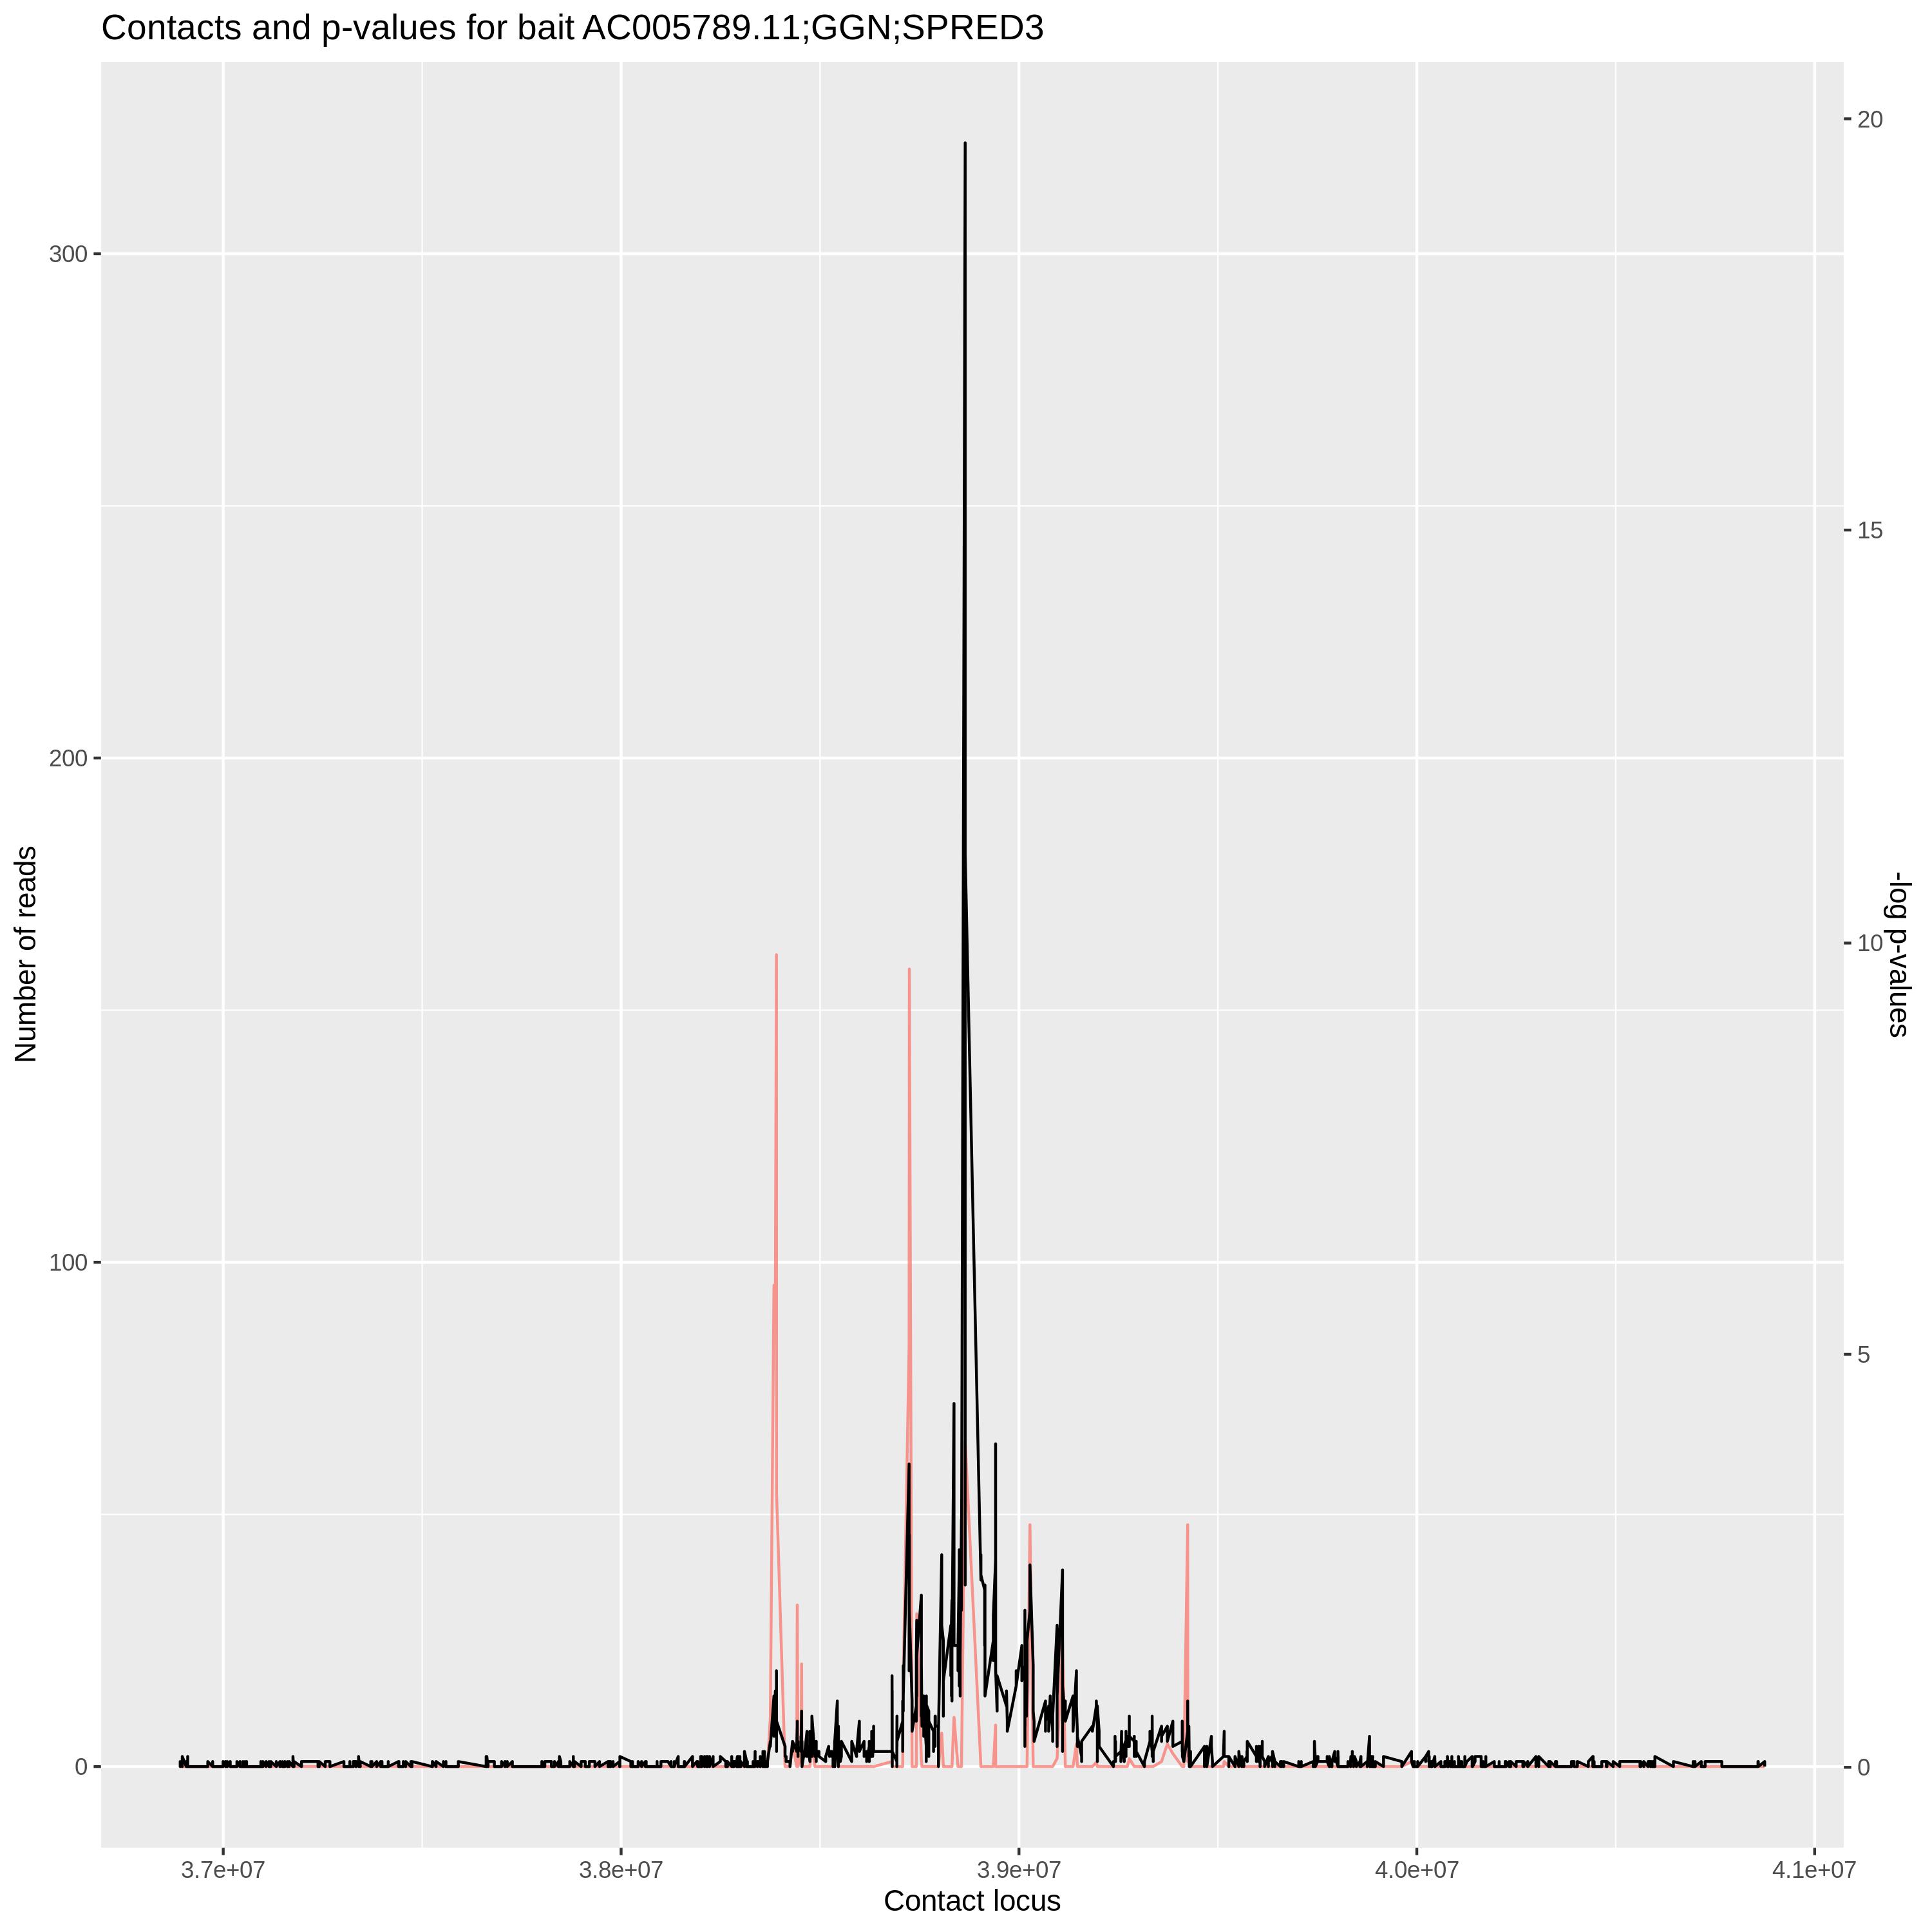 Contacts and p-values for bait AC005789.11;GGN;SPRED3
300
200
100
0
Number of reads
20
15
10
5
0
-log p-values
3.7e+07
3.8e+07
3.9e+07
4.0e+07
4.1e+07
Contact locus